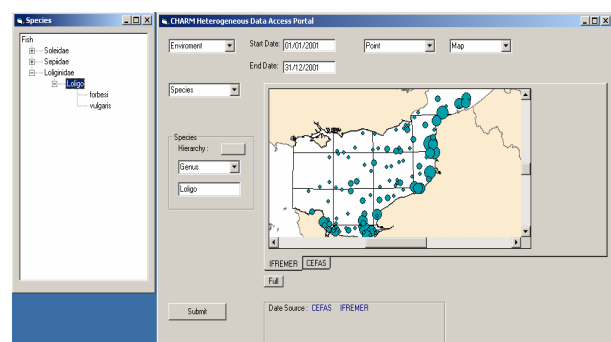 Species
Fish
Soleidae
Sepiidae
Loliginidae
Loligo
forbesi
vulgaris
CHARM Heterogeneous Data Access Portal
Enviroment
Start Date: 01/01/2001
Point
Map
End Date: 31/12/2001
Species
Species
Hierarchy :
Genus
Loligo
IFREMER
CEFAS
Full
Submit
Date Source : CEFAS IFREMER